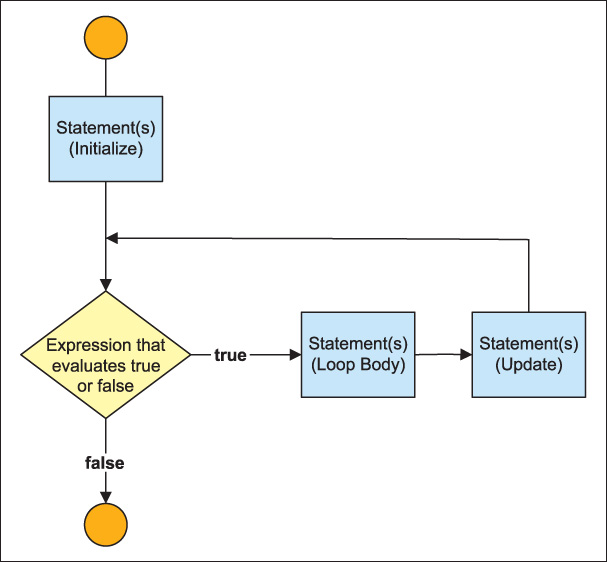 Statement(s)
(Initialize)
Expression that
evaluates true
or false
true
Statement(s)
(Loop Body)
Statement(s)
(Update)
false